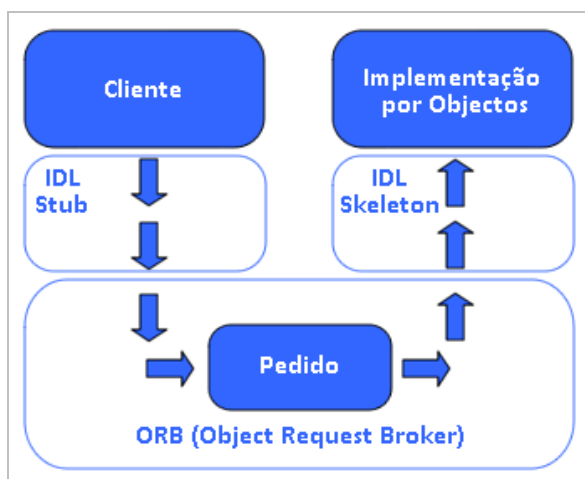 Cliente
Implementação
por Objectos
IDL
Stub
IDL
Skeleton
Pedido
ORB (Object Request Broker)